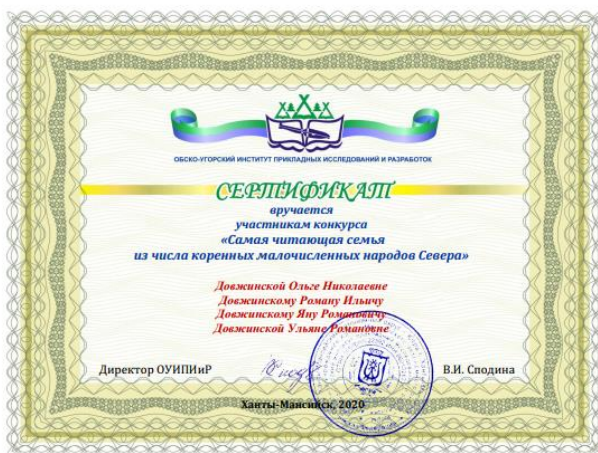 ОБСКО-УГОРСКИЙ ИНСТИТУТ ПРИКЛАДНЫХ ИССЛЕДОВАНИЙ И РАЗРАБОТОК
СЕРТИФИКАТ
вручается
участникам конкурса
«Самая читающая семья
из числа коренных малочисленных народов Севера»
Довжинской Ольге Николаевне
Довжинскому Роману Ильичу
Довжинскому Яну Романовичу
Довжинской Ульяне Романовне
Директор ОУИПИиР В.И. Сподина
Ханты-Мансийск, 2020